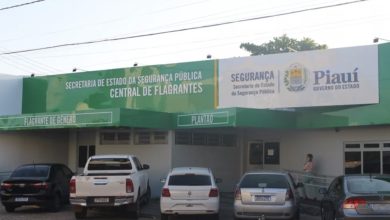 SECRETARIA DE ESTADO DA SEGURANÇA PÚBLICA
CENTRAL DE FLAGRANTES
SEGURANÇA
Secretaria de Estado
da Segurança Pública
Piauí
GOVERNO DO ESTADO
FLAGRANTE DE GÊNERO
PLANTÃO